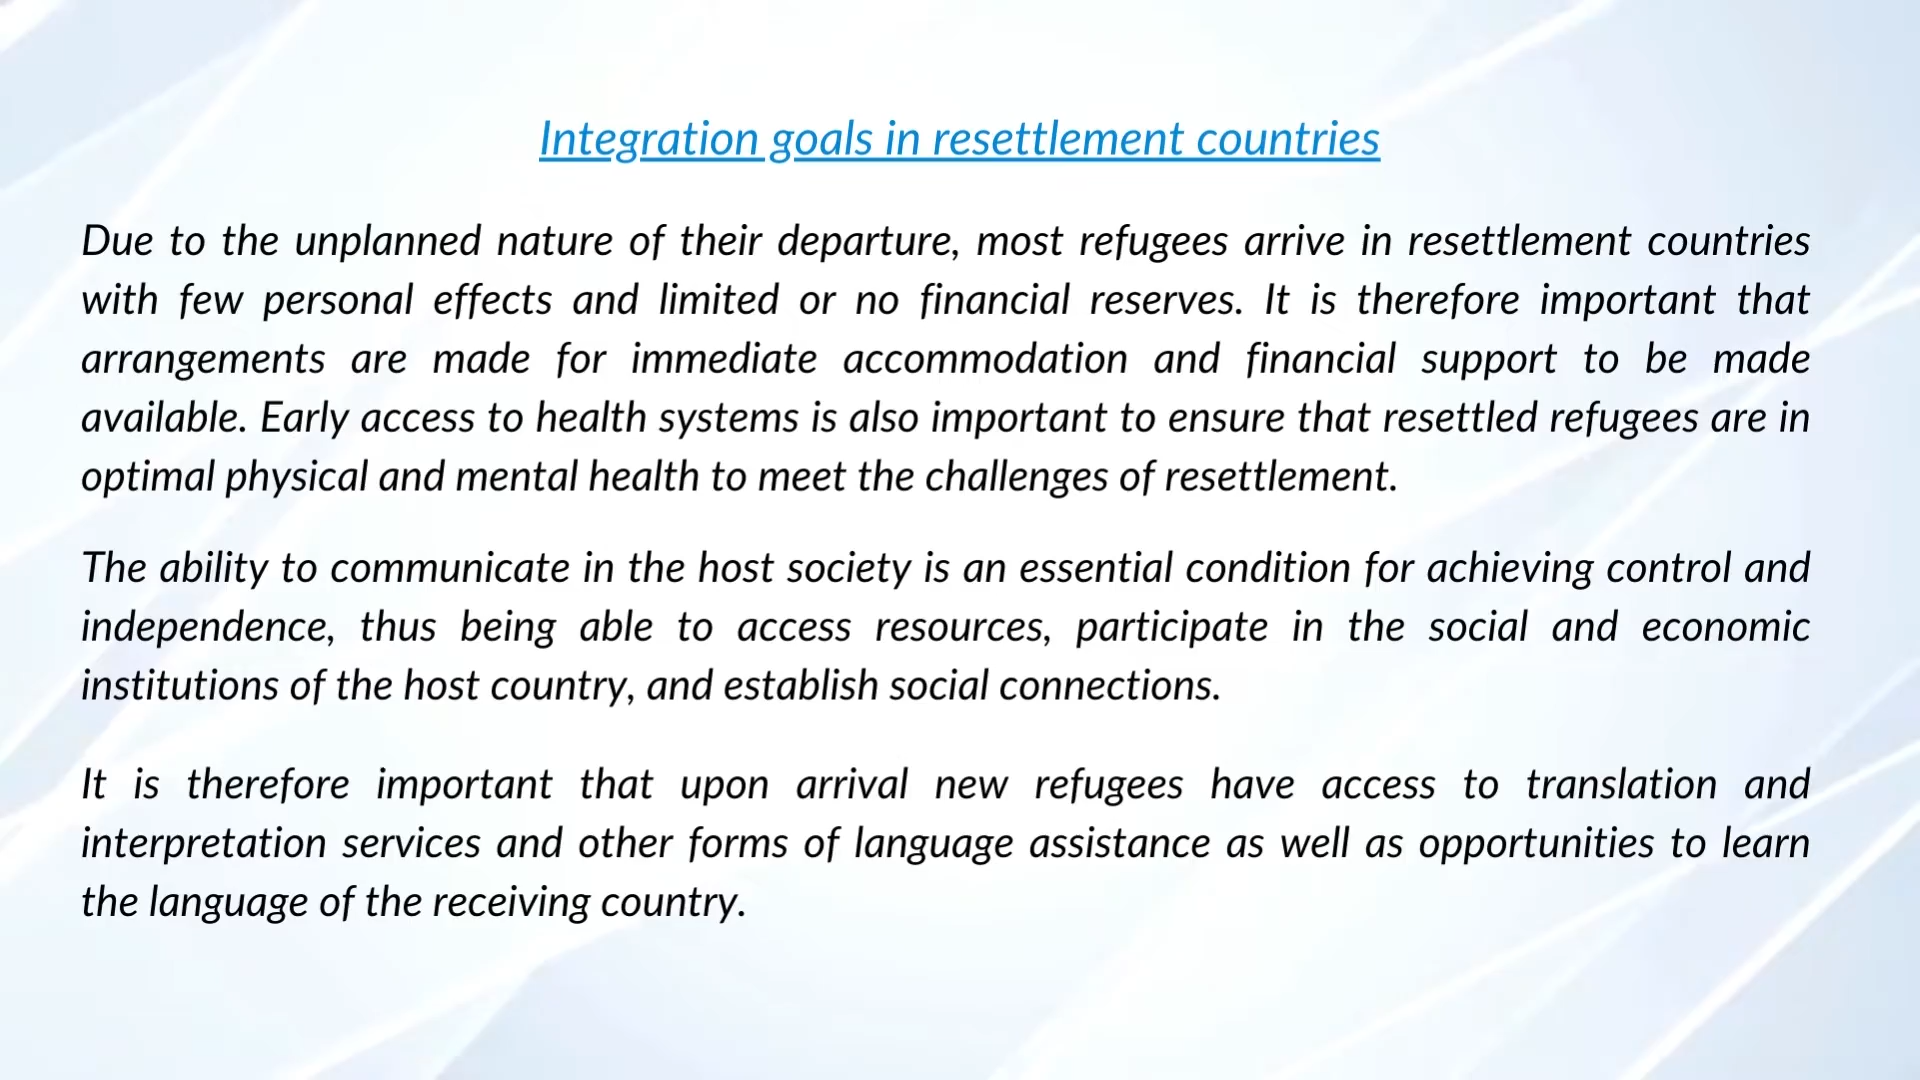 Integration goals in resettlement countries
Due to the unplanned nature of their departure, most refugees arrive in resettlement countries
with few personal effects and limited or no financial reserves. It is therefore important that
arrangements are made for immediate accommodation and financial support to be made
available. Early access to health systems is also important to ensure that resettled refugees are in
optimal physical and mental health to meet the challenges of resettlement.
The ability to communicate in the host society is an essential condition for achieving control and
independence, thus being able to access resources, participate in the social and economic
institutions of the host country, and establish social connections.
It is therefore important that upon arrival new refugees have access to translation and
interpretation services and other forms of language assistance as well as opportunities to learn
the language of the receiving country.